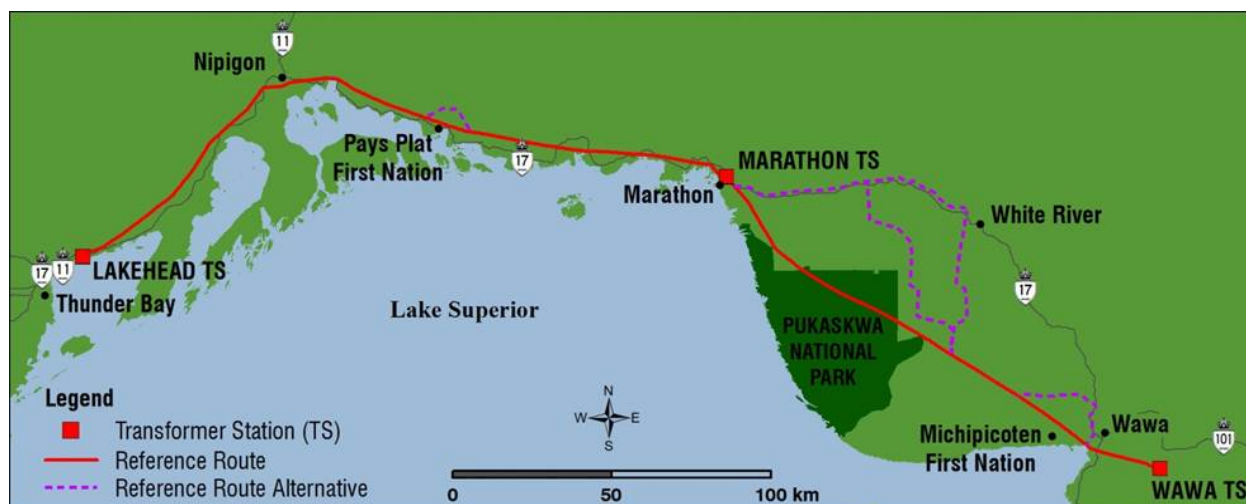 11
Nipigon
Pays Plat
First Nation
17
MARATHON TS
Marathon
White River
17
11
LAKEHEAD TS
Thunder Bay
17
Lake Superior
PUKASKWA
NATIONAL
PARK
Legend
Transformer Station (TS)
Reference Route
Reference Route Alternative
N
W
E
S
0
100 km
Michipicoten
First Nation
Wawa
101
WAWA TS